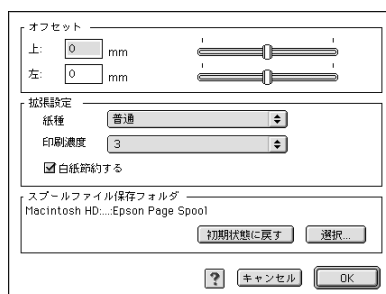 オフセット
上: 0 mm
左: 0 mm
拡張設定
紙種 普通
印刷濃度 3
白紙節約する
スプールファイル保存フォルダ
Macintosh HD:...:Epson Page Spool
初期状態に戻す 選択...
? キャンセル OK